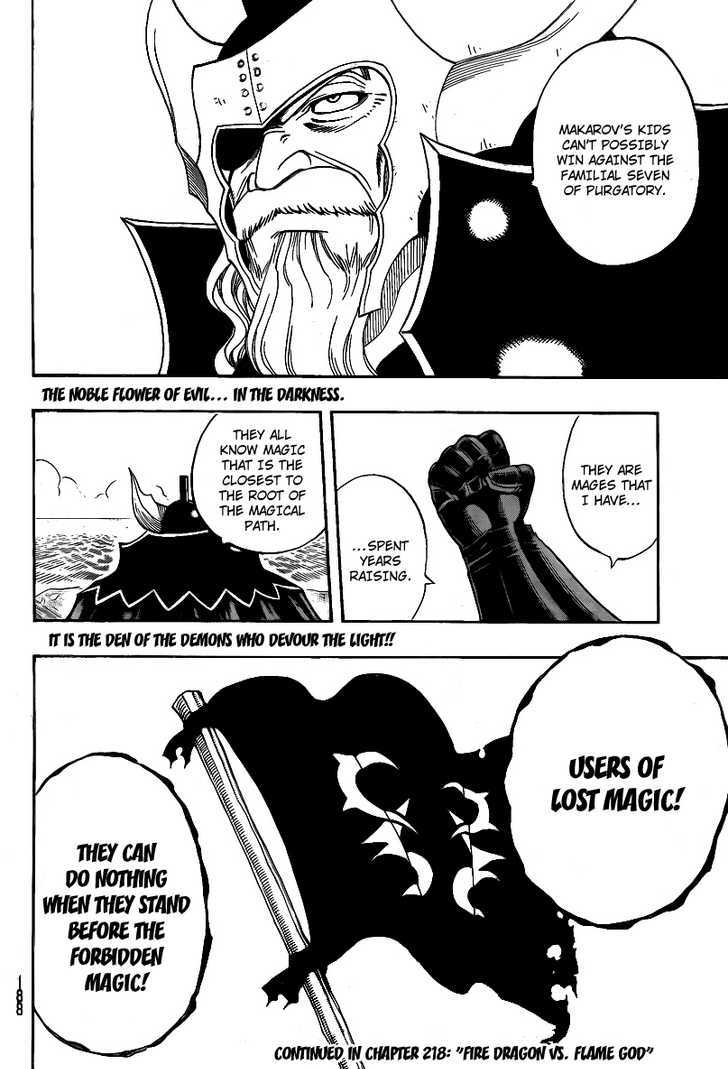 MAKAROV'S KIDS
CAN'T POSSIBLY
WIN AGAINST THE
FAMILIAL SEVEN
OF PURGATORY.
THE NOBLE FLOWER OF EVIL... IN THE DARKNESS.
THEY ARE
MAGES THAT
I HAVE...
...SPENT
YEARS
RAISING.
THEY ALL
KNOW MAGIC
THAT IS THE
CLOSEST TO
THE ROOT OF
THE MAGICAL
PATH.
IT IS THE DEN OF THE DEMONS WHO DEVOUR THE LIGHT!!
USERS OF
LOST MAGIC!
THEY CAN
DO NOTHING
WHEN THEY STAND
BEFORE THE
FORBIDDEN
MAGIC!
188
CONTINUED IN CHAPTER 218: "FIRE DRAGON VS. FLAME GOD"